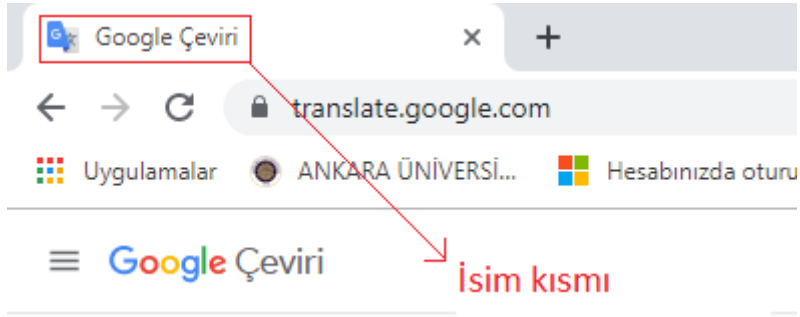 Google Çeviri
translate.google.com
Uygulamalar ANKARA ÜNİVERSİ... Hesabınızda oturu
Google Çeviri
İsim kısmı